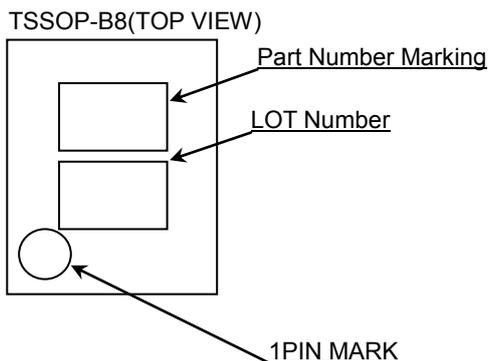 TSSOP-B8(TOP VIEW)
Part Number Marking
LOT Number
1PIN MARK